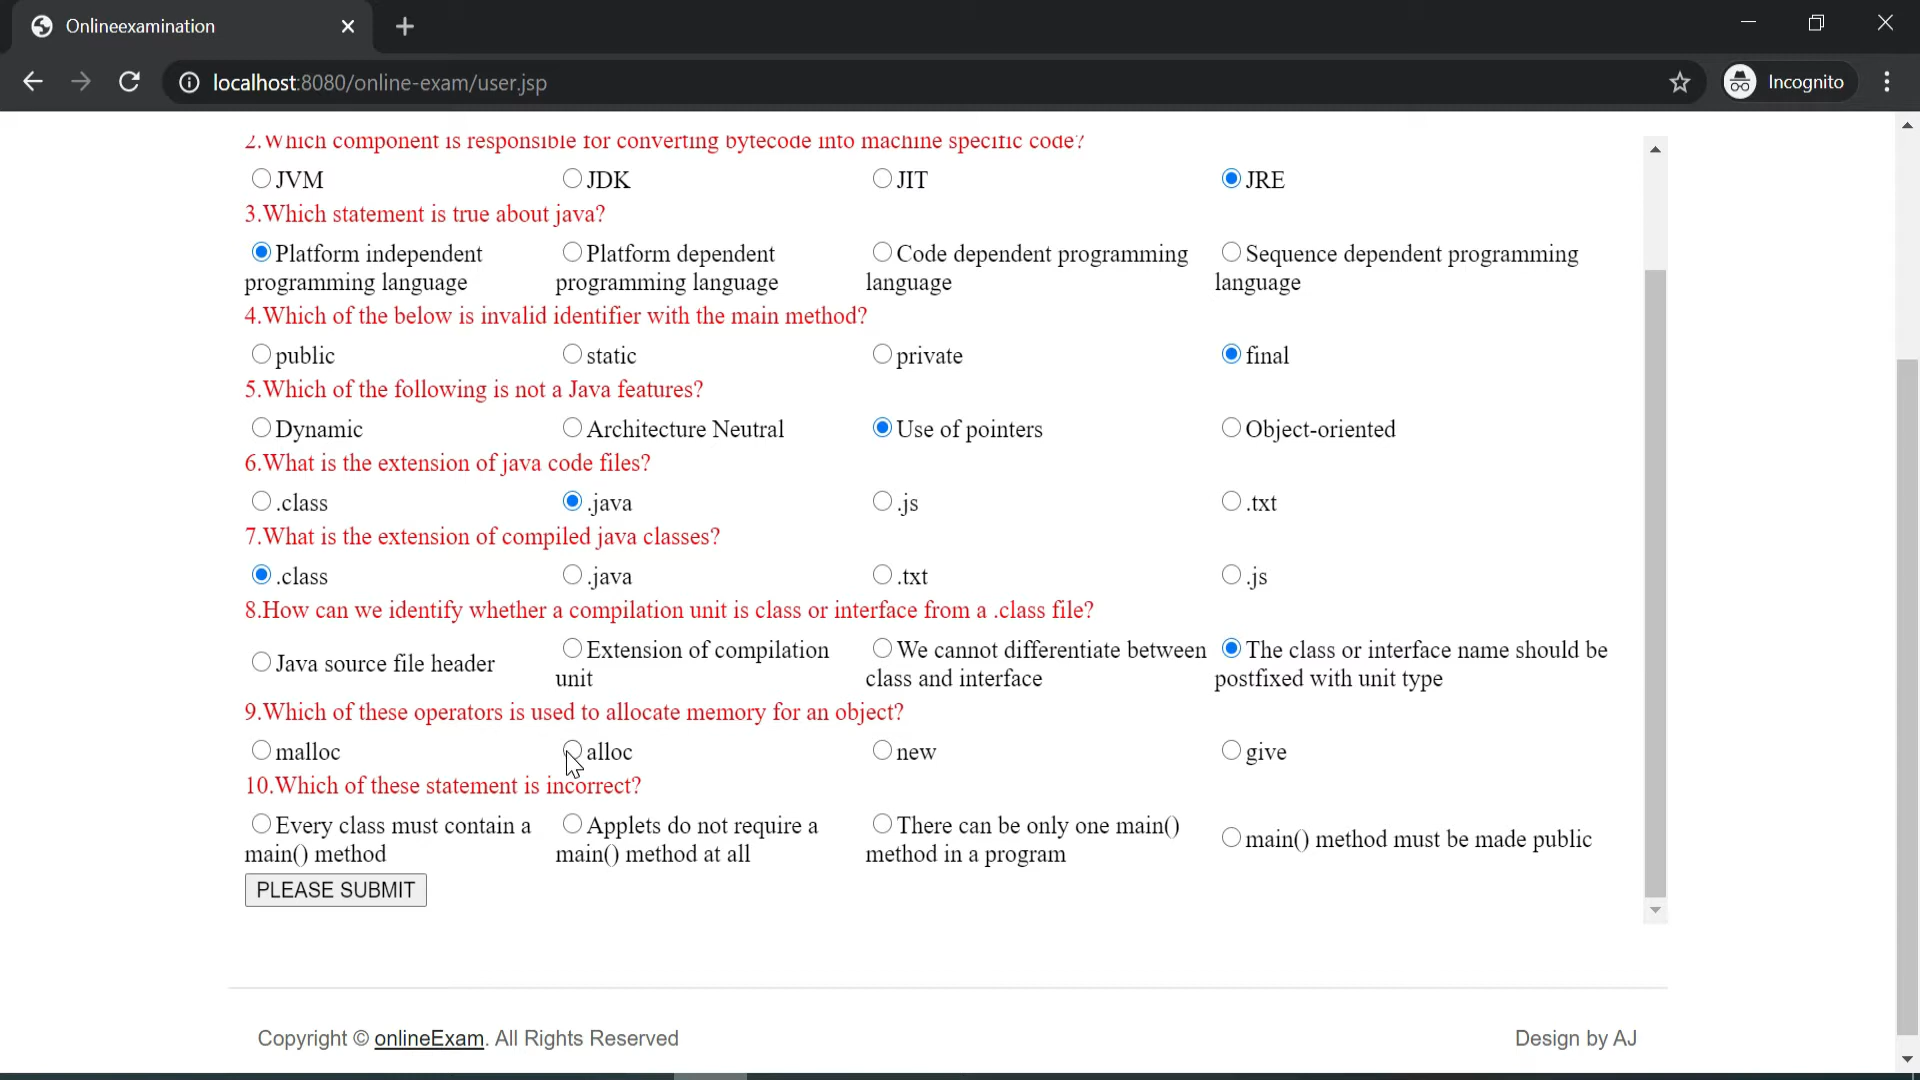 Onlineexamination
localhost:8080/online-exam/user.jsp
Incognito
2.Which component is responsible for converting bytecode into machine specific code?
JVM JDK JIT JRE
3.Which statement is true about java?
Platform independent Platform dependent Code dependent programming Sequence dependent programming
programming language programming language language language
4.Which of the below is invalid identifier with the main method?
public static private final
5.Which of the following is not a Java features?
Dynamic Architecture Neutral Use of pointers Object-oriented
6.What is the extension of java code files?
.class .java .js .txt
7.What is the extension of compiled java classes?
.class .java .txt .js
8.How can we identify whether a compilation unit is class or interface from a .class file?
Java source file header Extension of compilation We cannot differentiate between The class or interface name should be
unit class and interface postfixed with unit type
9.Which of these operators is used to allocate memory for an object?
malloc alloc new give
10.Which of these statement is incorrect?
Every class must contain a Applets do not require a There can be only one main() main() method must be made public
main() method main() method at all method in a program
PLEASE SUBMIT
Copyright © onlineExam. All Rights Reserved Design by AJ